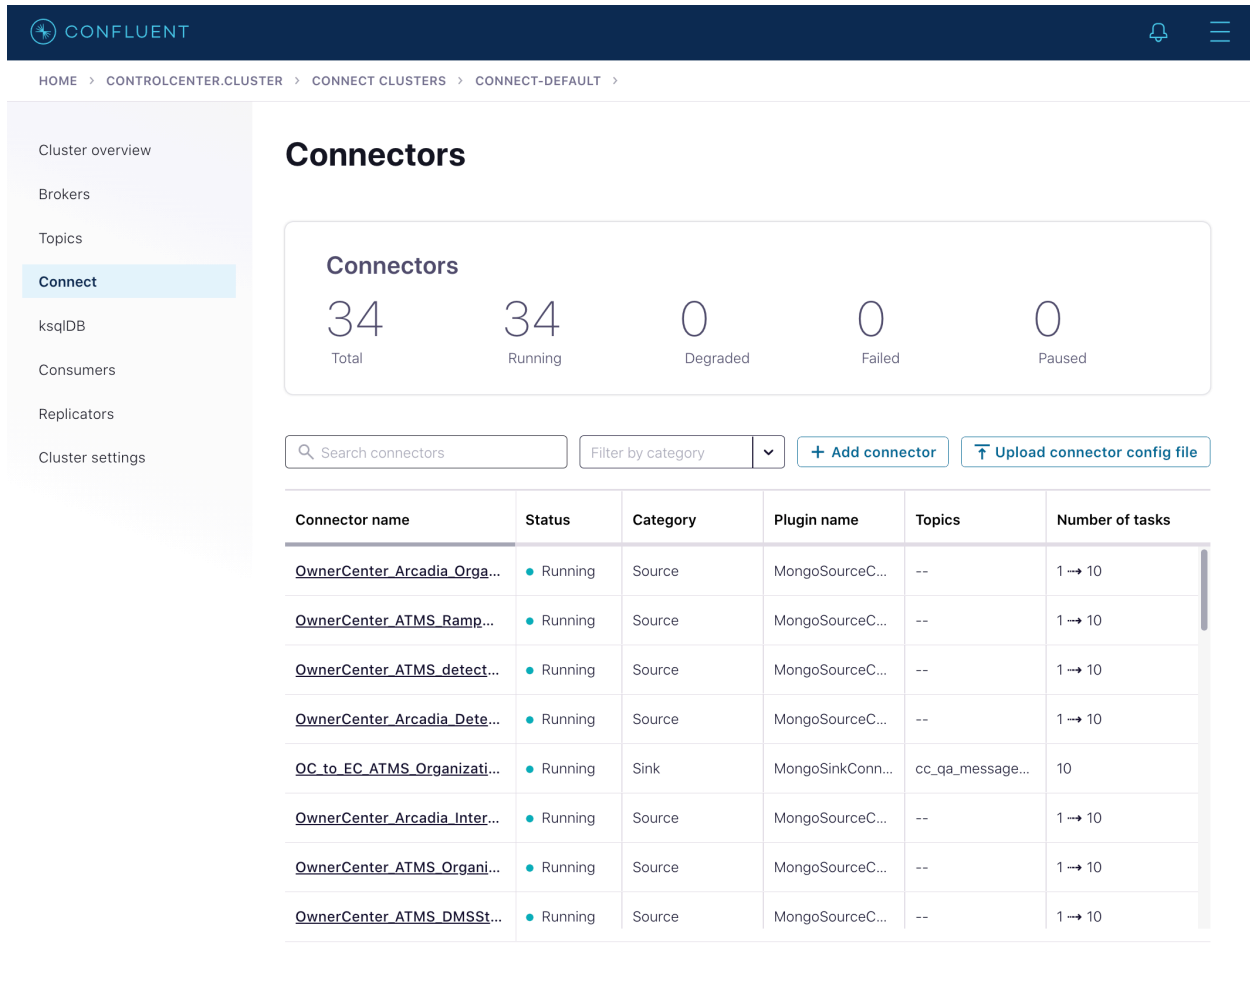 CONFLUENT
HOME > CONTROLCENTER.CLUSTER > CONNECT CLUSTERS > CONNECT-DEFAULT >
Cluster overview
Brokers
Topics
Connect
ksqlDB
Consumers
Replicators
Cluster settings
Connectors
Connectors
34 34 0 0 0
Total Running Degraded Failed Paused
Search connectors Filter by category + Add connector Upload connector config file
Connector name Status Category Plugin name Topics Number of tasks
OwnerCenter_Arcadia_Orga... Running Source MongoSourceC... -- 1 ⇢ 10
OwnerCenter_ATMS_Ramp... Running Source MongoSourceC... -- 1 ⇢ 10
OwnerCenter_ATMS_detect... Running Source MongoSourceC... -- 1 ⇢ 10
OwnerCenter_Arcadia_Dete... Running Source MongoSourceC... -- 1 ⇢ 10
OC_to_EC_ATMS_Organizati... Running Sink MongoSinkConn... cc_qa_message... 10
OwnerCenter_Arcadia_Inter... Running Source MongoSourceC... -- 1 ⇢ 10
OwnerCenter_ATMS_Organi... Running Source MongoSourceC... -- 1 ⇢ 10
OwnerCenter_ATMS_DMSSt... Running Source MongoSourceC... -- 1 ⇢ 10